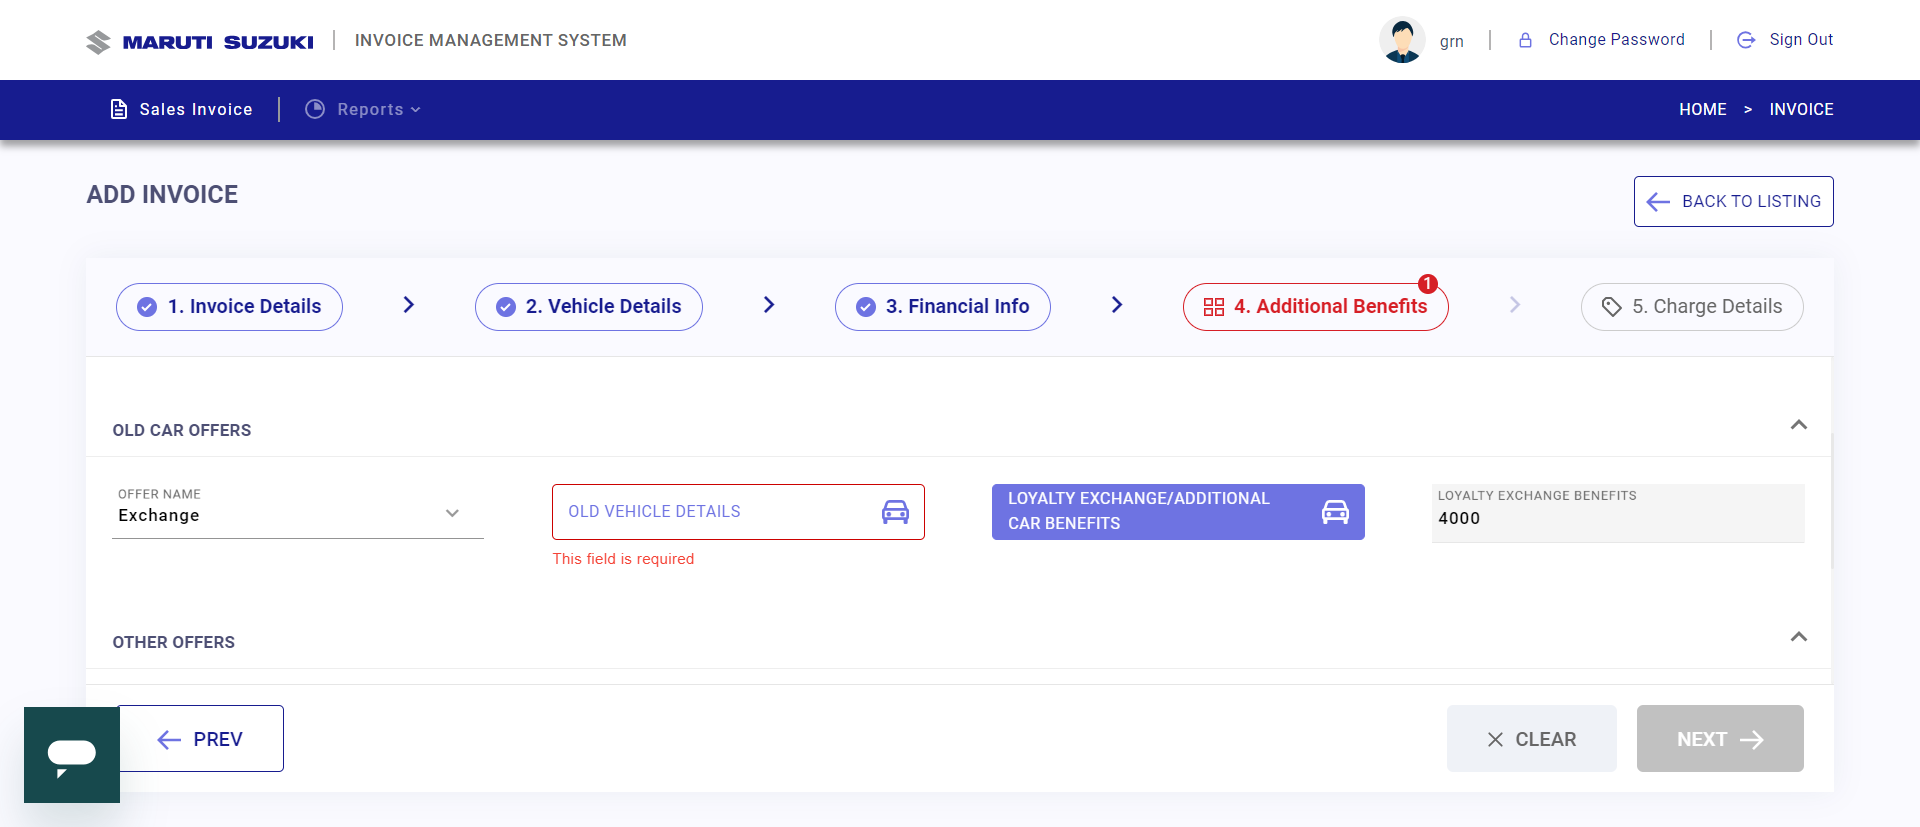 MARUTI SUZUKI
INVOICE MANAGEMENT SYSTEM
grn
Change Password
Sign Out
Sales Invoice
Reports
HOME > INVOICE
ADD INVOICE
BACK TO LISTING
1. Invoice Details
2. Vehicle Details
3. Financial Info
4. Additional Benefits
1
5. Charge Details
OLD CAR OFFERS
OFFER NAME
Exchange
OLD VEHICLE DETAILS
This field is required
LOYALTY EXCHANGE/ADDITIONAL
CAR BENEFITS
LOYALTY EXCHANGE BENEFITS
4000
OTHER OFFERS
PREV
CLEAR
NEXT